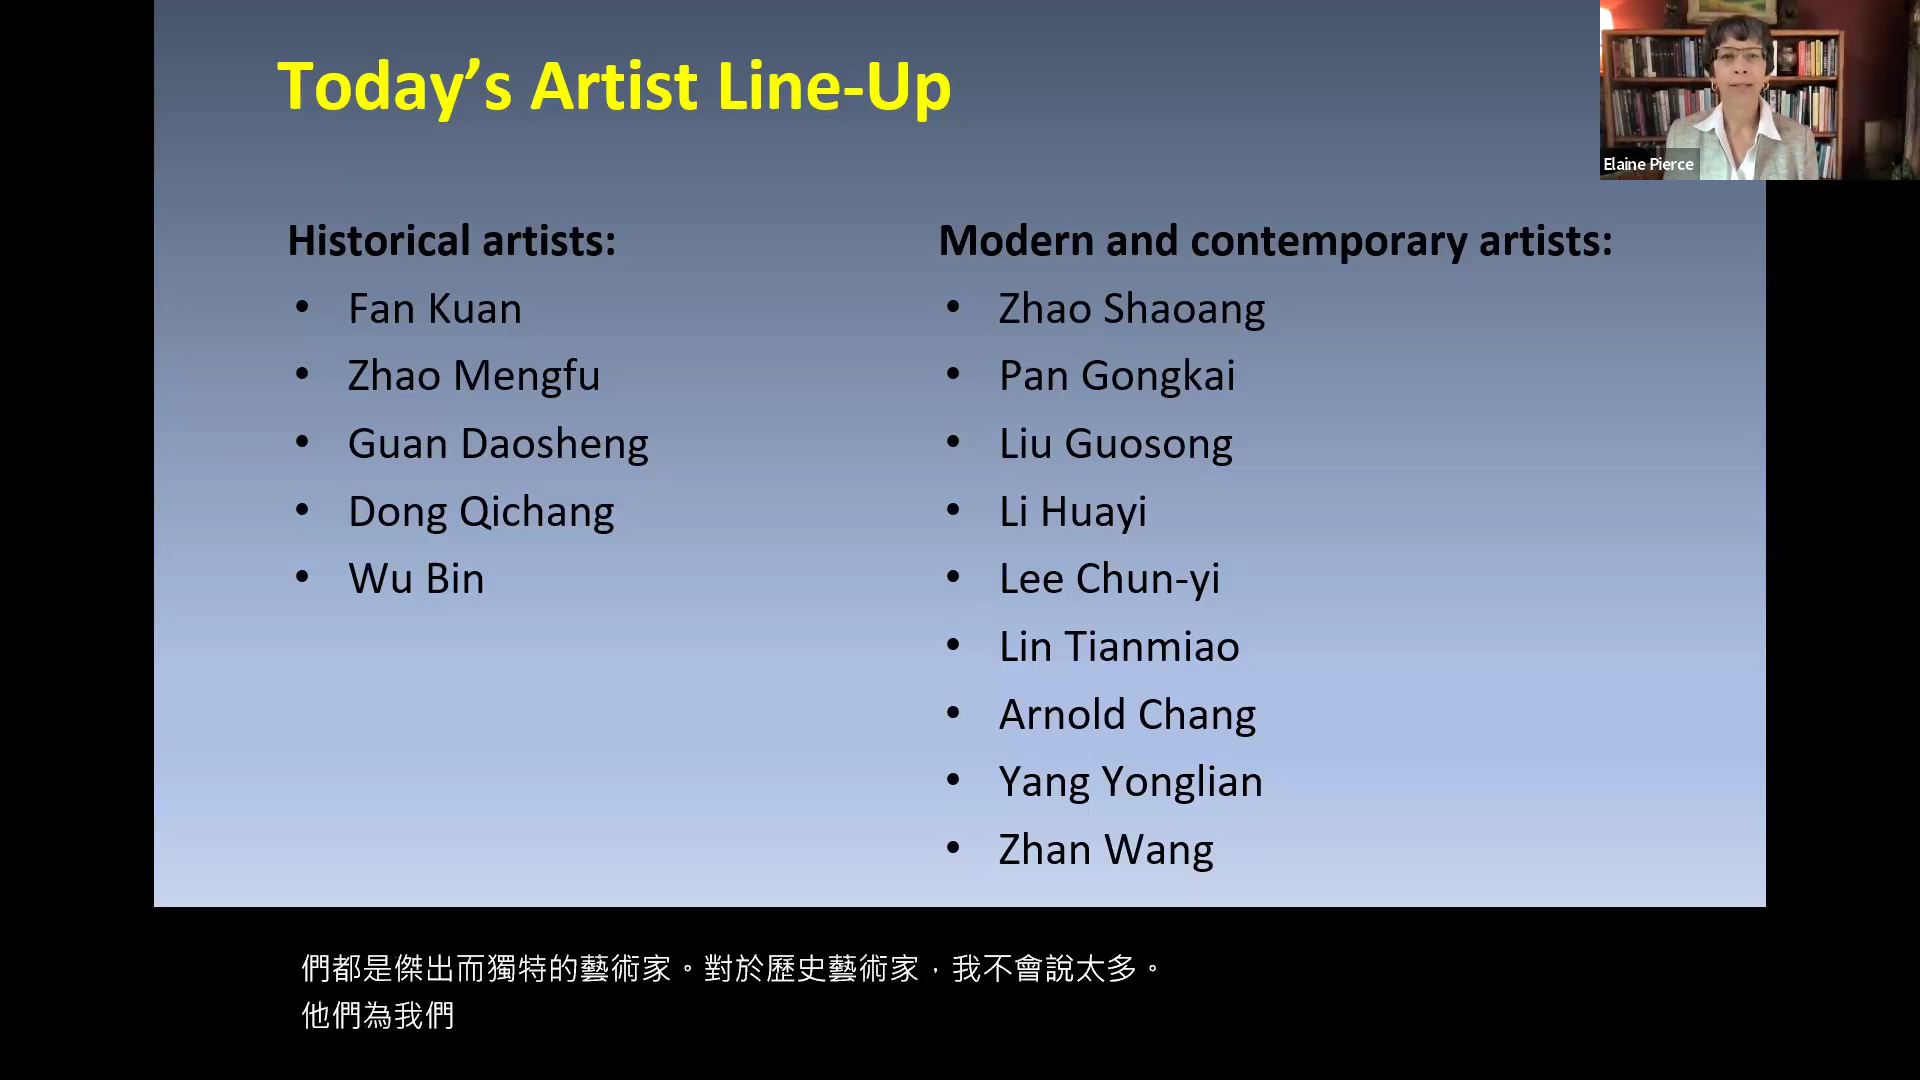 Today’s Artist Line-Up
Elaine Pierce
Historical artists:
• Fan Kuan
• Zhao Mengfu
• Guan Daosheng
• Dong Qichang
• Wu Bin
Modern and contemporary artists:
• Zhao Shaoang
• Pan Gongkai
• Liu Guosong
• Li Huayi
• Lee Chun-yi
• Lin Tianmiao
• Arnold Chang
• Yang Yonglian
• Zhan Wang
們都是傑出而獨特的藝術家。對於歷史藝術家，我不會說太多。
他們為我們